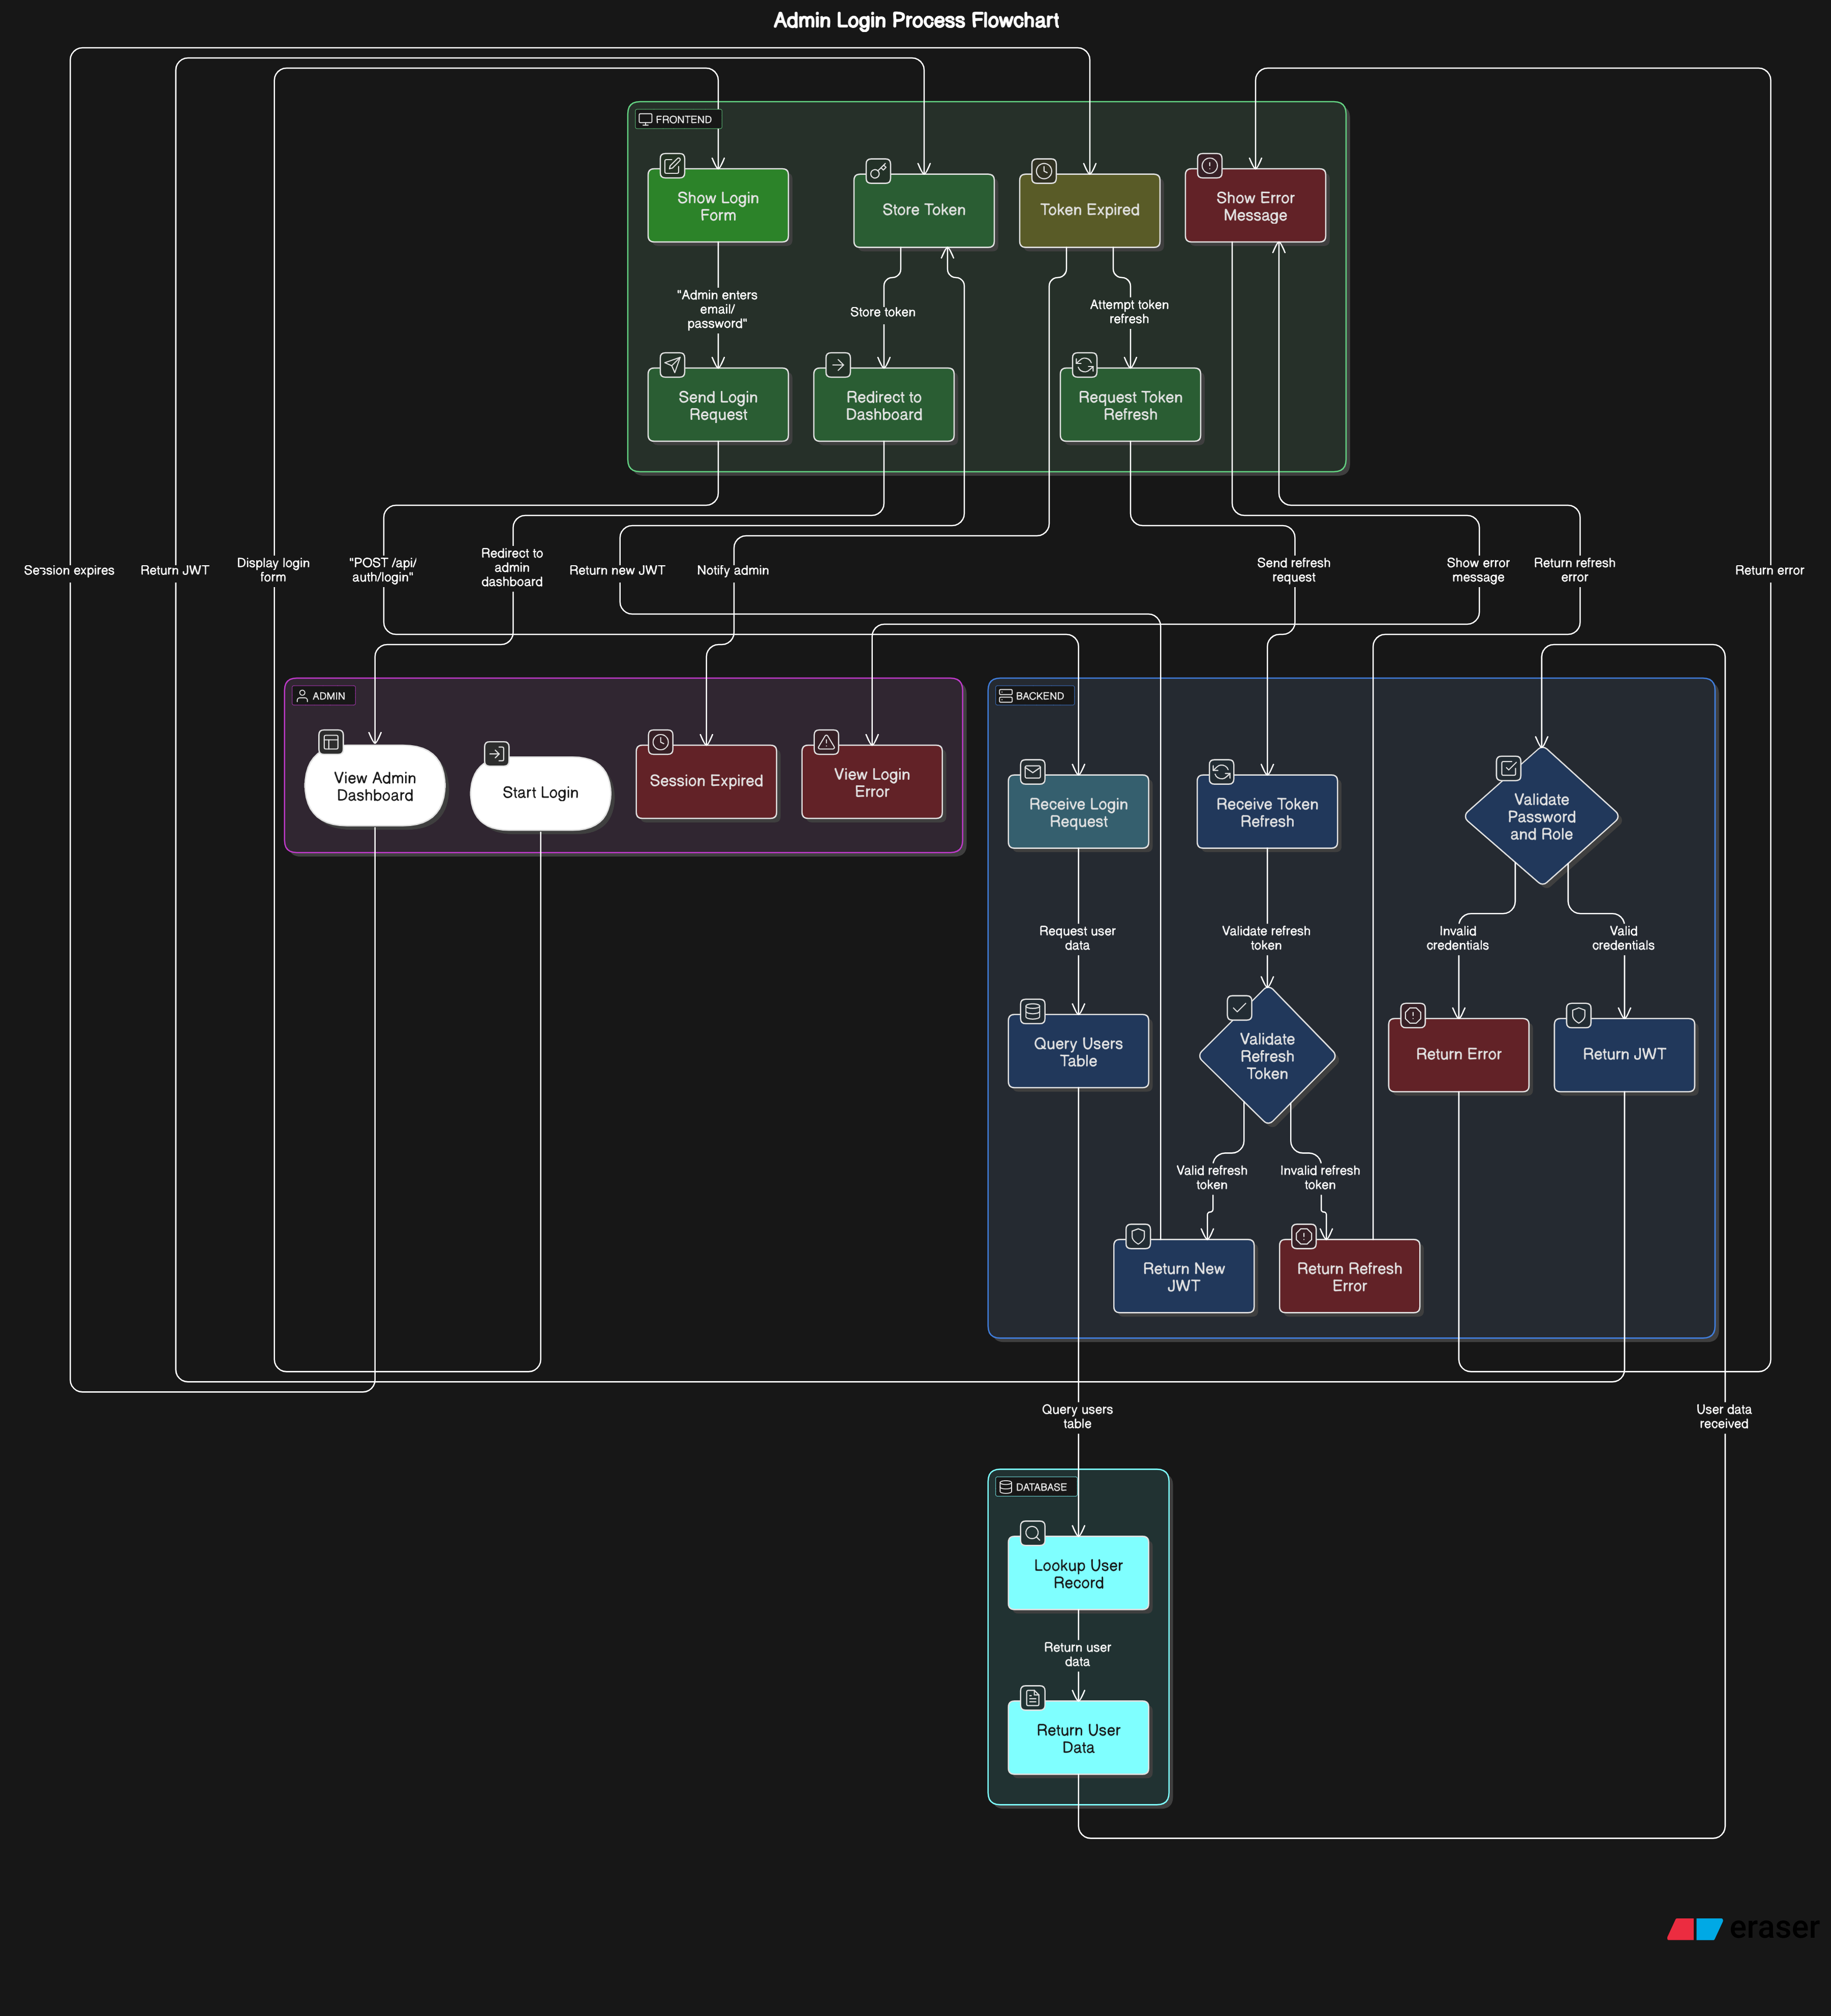 Admin Login Process Flowchart
FRONTEND
Show Login
Form
Store Token
Token Expired
Show Error
Message
"Admin enters
email/
password"
Store token
Attempt token
refresh
Send Login
Request
Redirect to
Dashboard
Request Token
Refresh
Session expires
Return JWT
Display login
form
"POST /api/
auth/login"
Redirect to
admin
dashboard
Return new JWT
Notify admin
Send refresh
request
Show error
message
Return refresh
error
Return error
ADMIN
View Admin
Dashboard
Start Login
Session Expired
View Login
Error
BACKEND
Receive Login
Request
Receive Token
Refresh
Validate
Password
and Role
Request user
data
Validate refresh
token
Invalid
credentials
Valid
credentials
Query Users
Table
Validate
Refresh
Token
Return Error
Return JWT
Valid refresh
token
Invalid refresh
token
Return New
JWT
Return Refresh
Error
Query users
table
User data
received
DATABASE
Lookup User
Record
Return user
data
Return User
Data
eraser